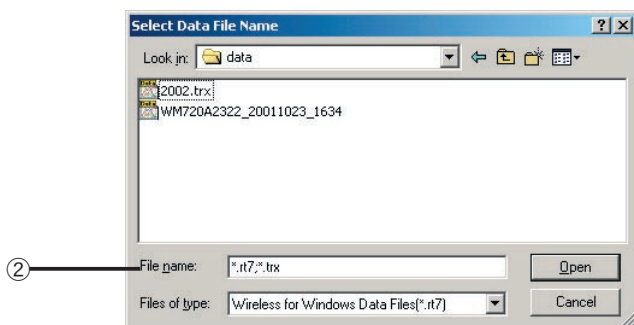 Select Data File Name
Look in: data
2002.trx
WM720A2322_20011023_1634
② File name: *.rt7;*.trx Open
Files of type: Wireless for Windows Data Files(*.rt7) Cancel